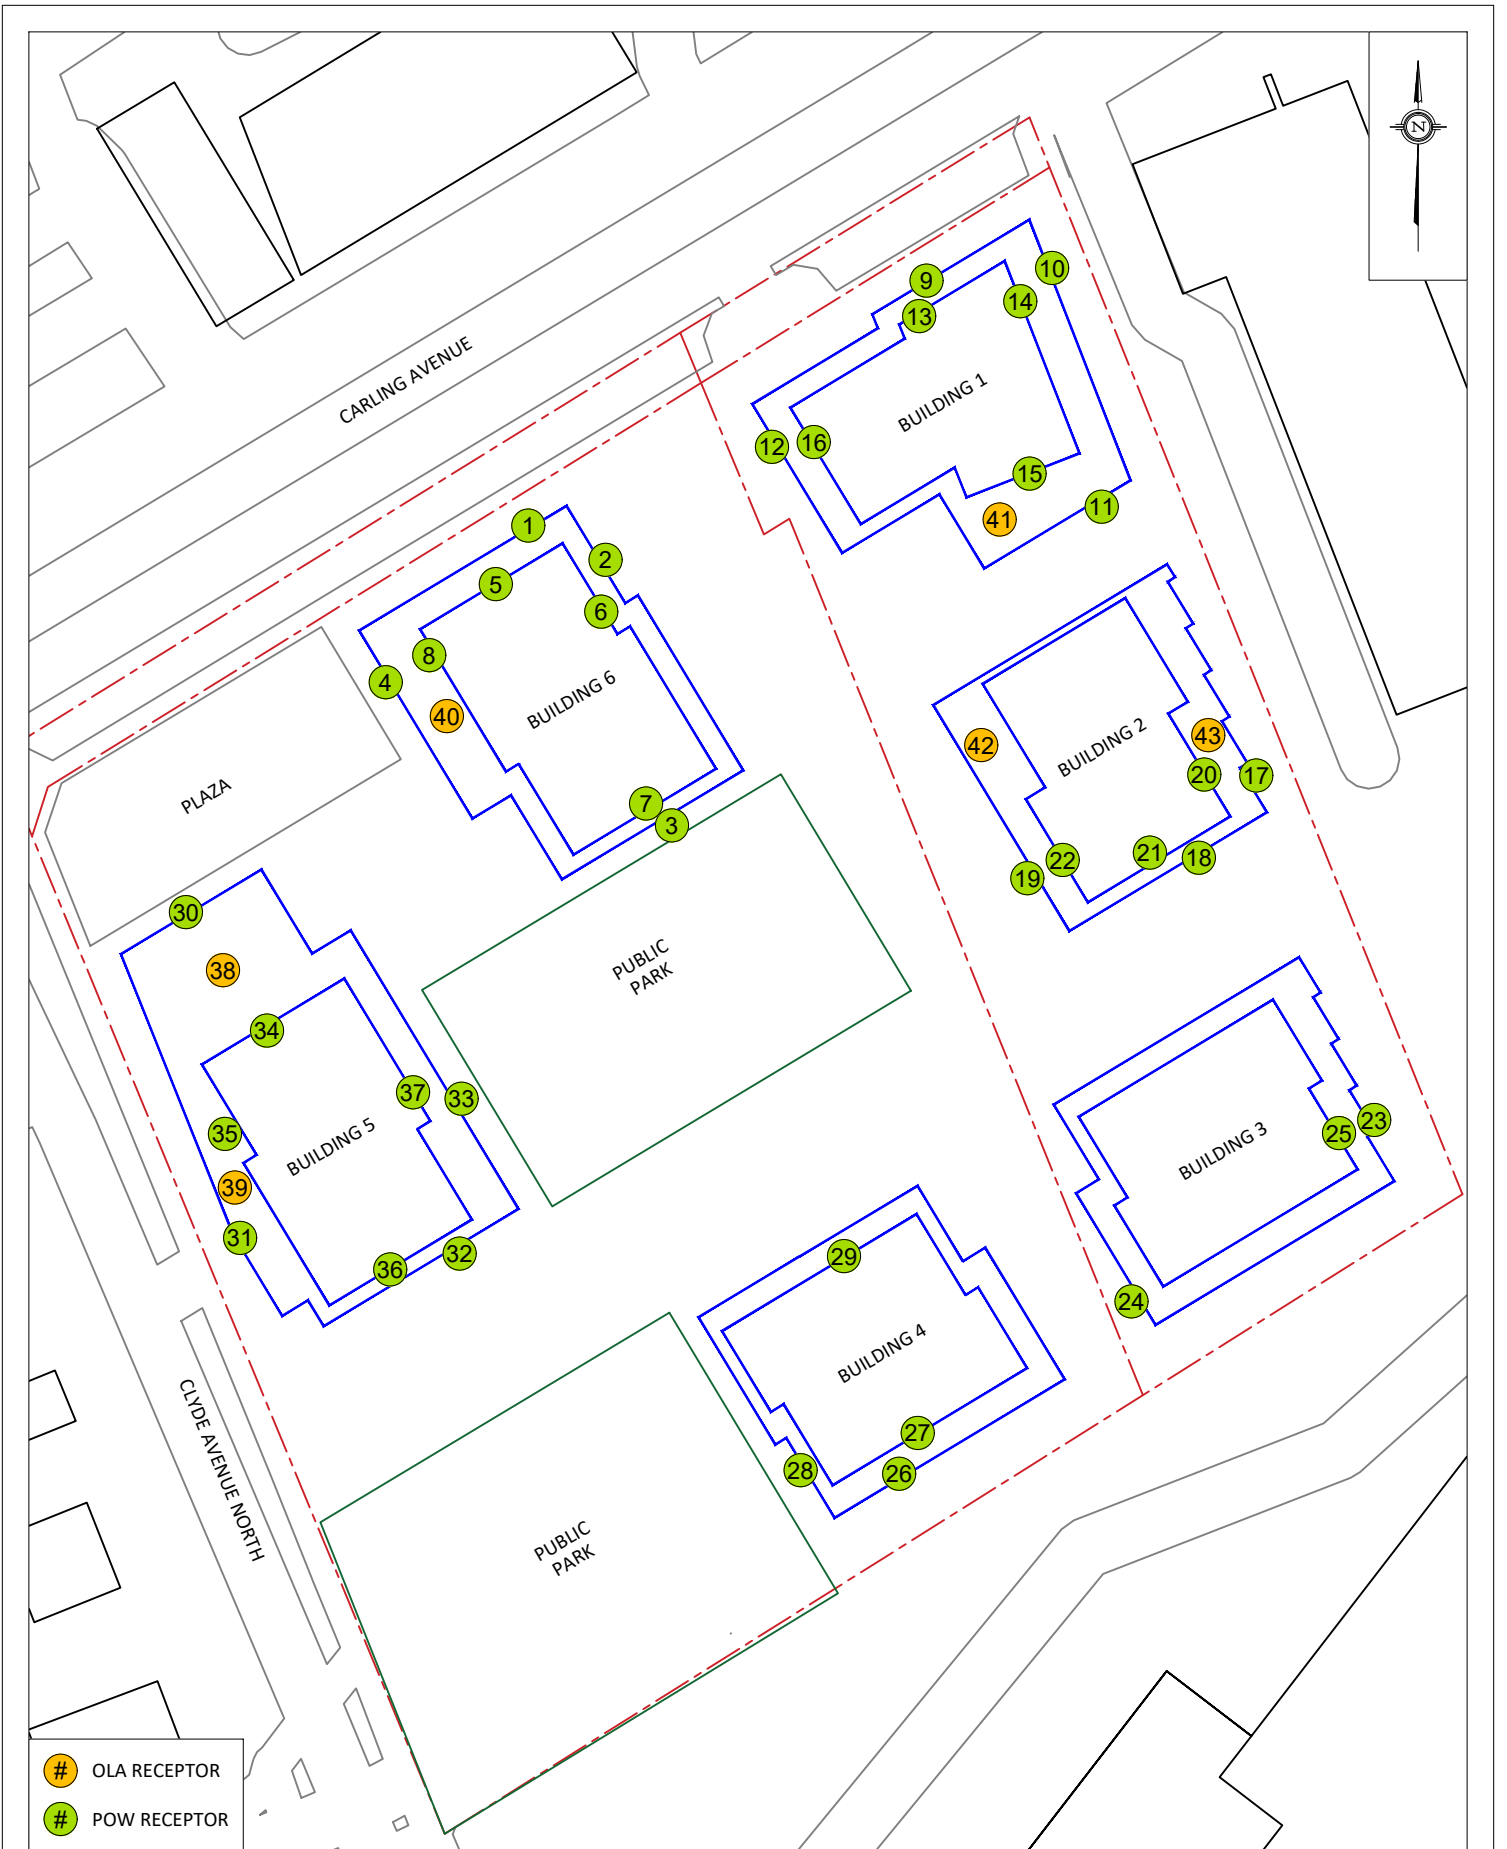 N
9
10
13
14
CARLING AVENUE
BUILDING 1
12
16
15
11
41
1
2
5
6
8
4
40
BUILDING 6
42
43
BUILDING 2
20
17
PLAZA
7
3
21
18
22
19
30
38
PUBLIC
PARK
34
37
33
35
BUILDING 5
39
31
36
32
25
23
BUILDING 3
24
29
BUILDING 4
27
28
26
CLYDE AVENUE NORTH
PUBLIC
PARK
# OLA RECEPTOR
# POW RECEPTOR